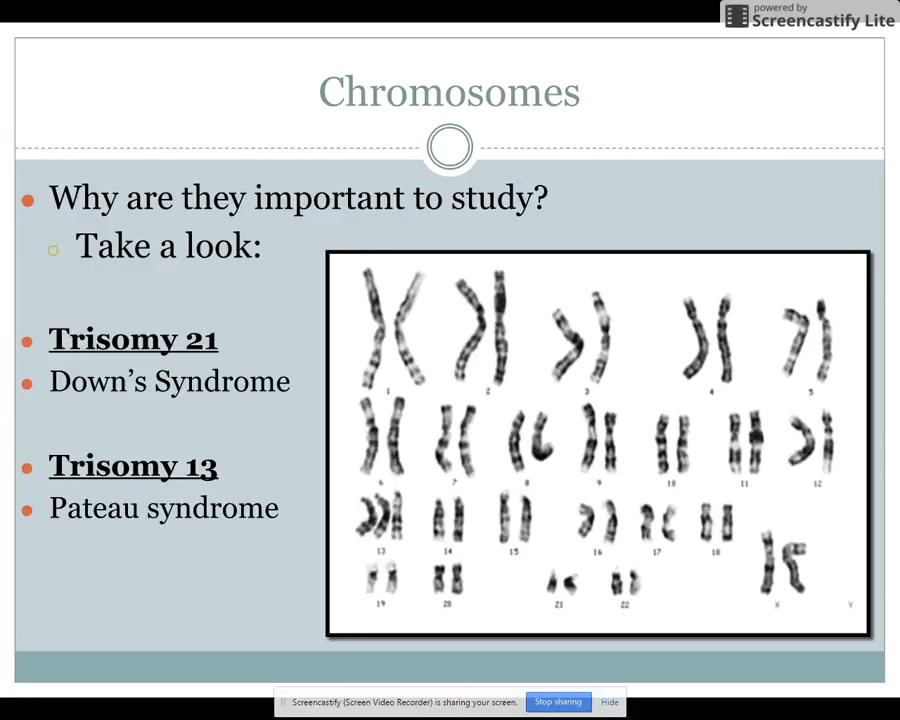 powered by
Screencastify Lite
Chromosomes
Why are they important to study?
Take a look:
Trisomy 21
Down's Syndrome
Trisomy 13
Pateau syndrome
1 2 3 4 5
6 7 8 9 10 11 12
13 14 15 16 17 18
19 20 21 22 X Y
Screencastify (Screen Video Recorder) is sharing your screen. Stop sharing Hide